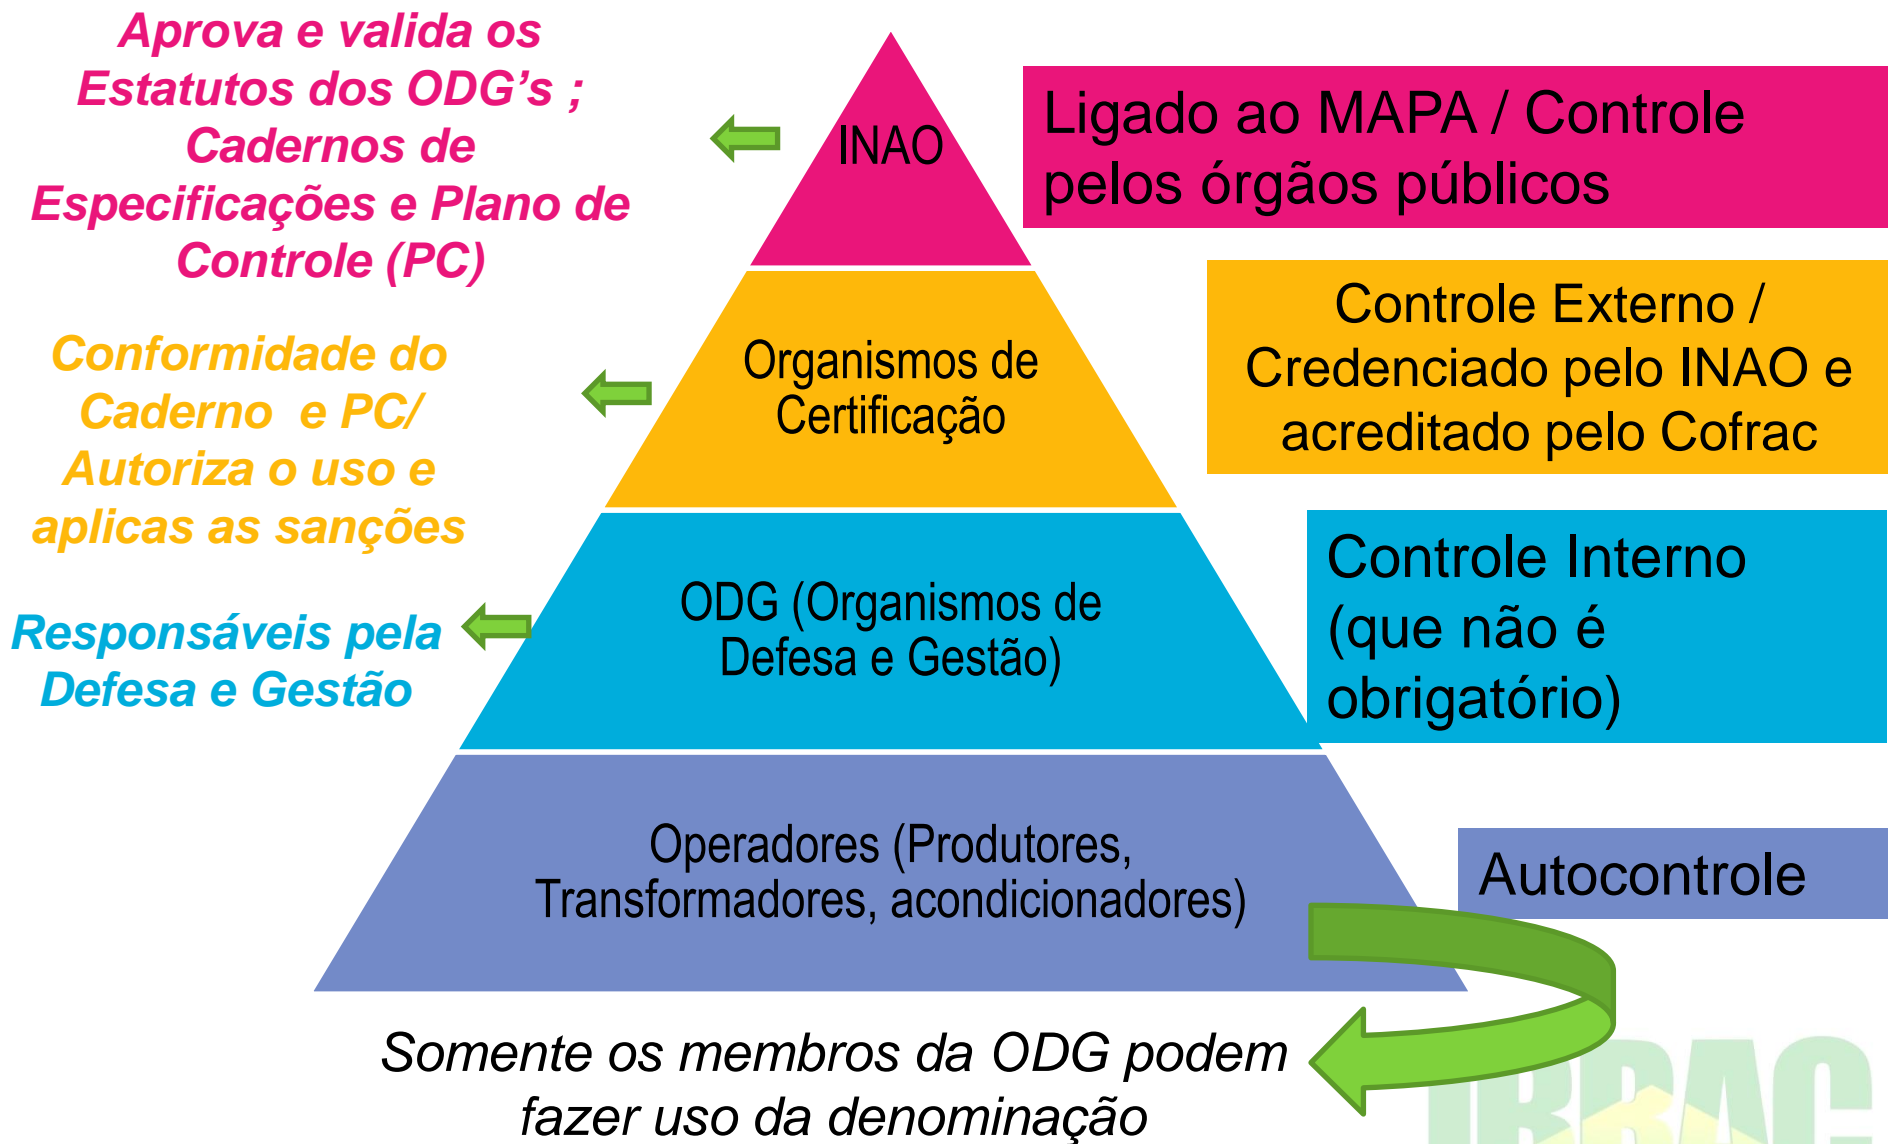 Aprova e valida os
Estatutos dos ODG's ;
Cadernos de
Especificações e Plano de
Controle (PC)
INAO
Ligado ao MAPA / Controle
pelos órgãos públicos
Conformidade do
Caderno e PC/
Autoriza o uso e
aplicas as sanções
Organismos de
Certificação
Controle Externo /
Credenciado pelo INAO e
acreditado pelo Cofrac
Responsáveis pela
Defesa e Gestão
ODG (Organismos de
Defesa e Gestão)
Controle Interno
(que não é
obrigatório)
Operadores (Produtores,
Transformadores, acondicionadores)
Autocontrole
Somente os membros da ODG podem
fazer uso da denominação